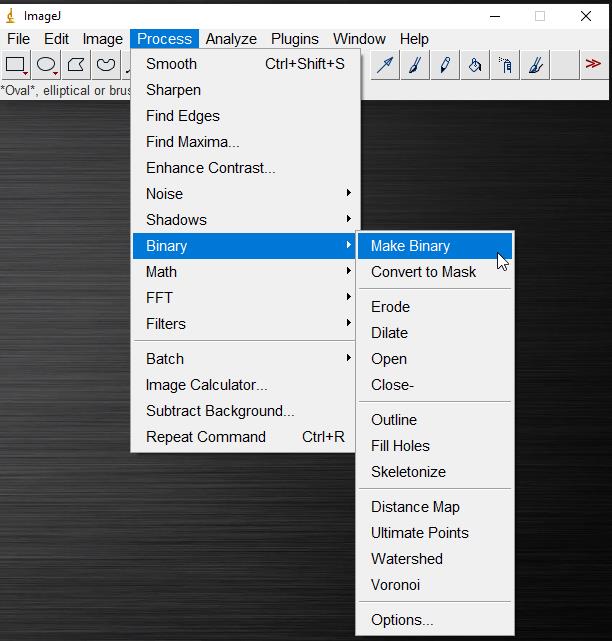 ImageJ
File Edit Image Process Analyze Plugins Window Help
*Oval*, elliptical or brus
Smooth Ctrl+Shift+S
Sharpen
Find Edges
Find Maxima...
Enhance Contrast...
Noise
Shadows
Binary
Math
FFT
Filters
Batch
Image Calculator...
Subtract Background...
Repeat Command Ctrl+R
Make Binary
Convert to Mask
Erode
Dilate
Open
Close-
Outline
Fill Holes
Skeletonize
Distance Map
Ultimate Points
Watershed
Voronoi
Options...